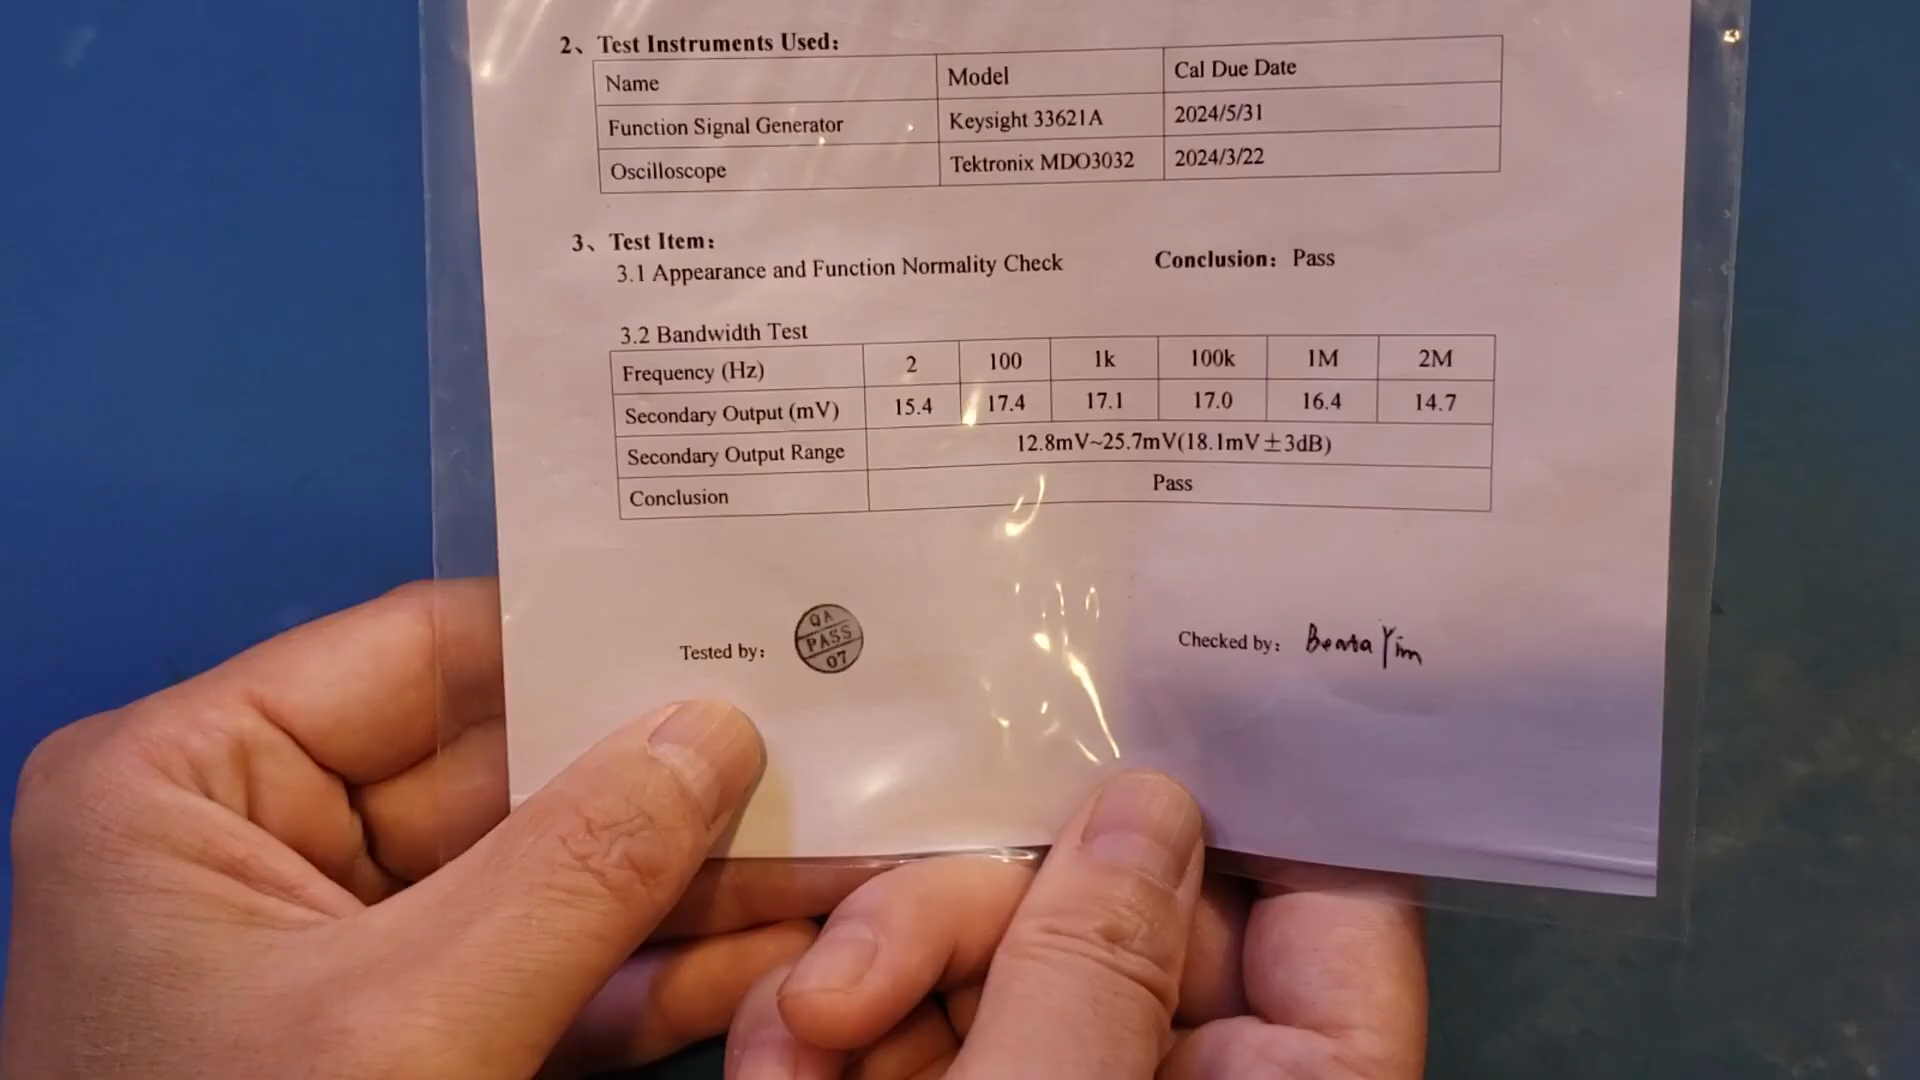 2、Test Instruments Used:
Name Model Cal Due Date
Function Signal Generator Keysight 33621A 2024/5/31
Oscilloscope Tektronix MDO3032 2024/3/22
3、Test Item:
3.1 Appearance and Function Normality Check Conclusion: Pass
3.2 Bandwidth Test
Frequency (Hz) 2 100 1k 100k 1M 2M
Secondary Output (mV) 15.4 17.4 17.1 17.0 16.4 14.7
Secondary Output Range 12.8mV~25.7mV(18.1mV±3dB)
Conclusion Pass
Tested by: QA
PASS
07
Checked by: Yim